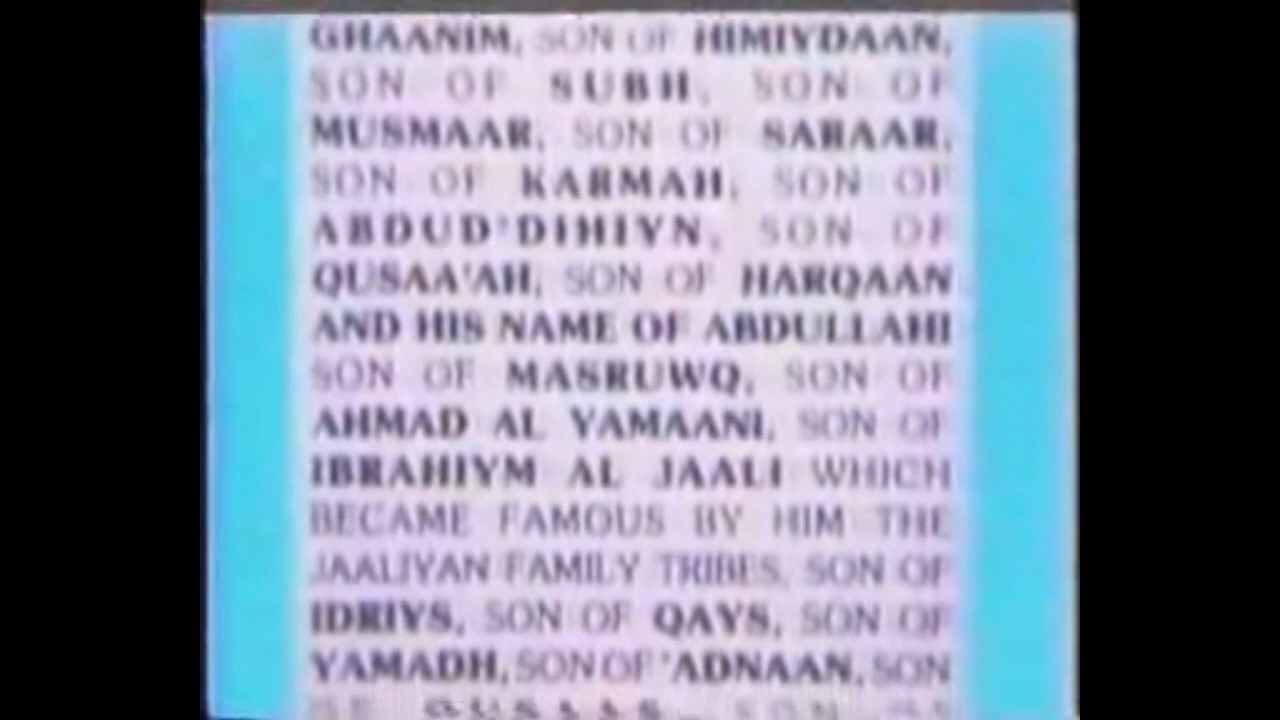 GHAANIM, SON OF HIMIYDAAN,
SON OF SUBH, SON OF
MUSMAAR, SON OF SARAAR,
SON OF KARMAH, SON OF
ABDUD'DIHIYN, SON OF
QUSAA'AH, SON OF HARQAAN
AND HIS NAME OF ABDULLAHI
SON OF MASRUWQ, SON OF
AHMAD AL YAMAANI, SON OF
IBRAHIYM AL JAALI WHICH
BECAME FAMOUS BY HIM THE
JAALIYAN FAMILY TRIBES, SON OF
IDRIYS, SON OF QAYS, SON OF
YAMADH, SON OF 'ADNAAN, SON